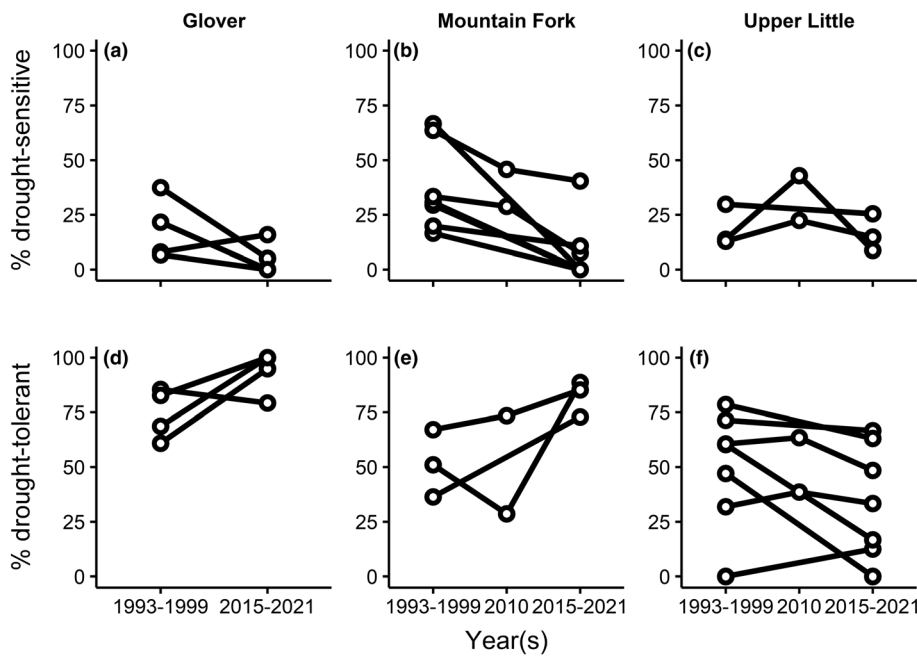 Glover Mountain Fork Upper Little
(a) (b) (c)
% drought-sensitive
100 100 100
75 75 75
50 50 50
25 25 25
0 0 0
(d) (e) (f)
% drought-tolerant
100 100 100
75 75 75
50 50 50
25 25 25
0 0 0
1993-1999 2015-2021 1993-1999 2010 2015-2021 1993-1999 2010 2015-2021
Year(s)